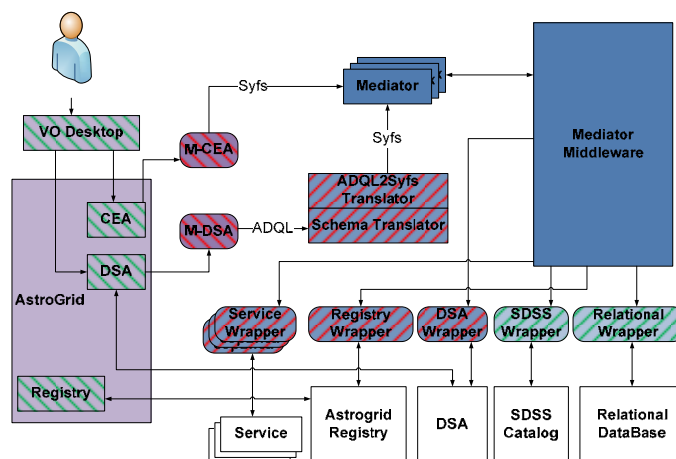 Syfs
Mediator
x
VO Desktop
M-CEA
Syfs
Mediator
Middleware
ADQL2Syfs
Translator
CEA
M-DSA
ADQL
Schema Translator
DSA
AstroGrid
Service
Wrapper
Registry
Wrapper
DSA
Wrapper
SDSS
Wrapper
Relational
Wrapper
Registry
Astrogrid
Registry
DSA
SDSS
Catalog
Relational
DataBase
Service